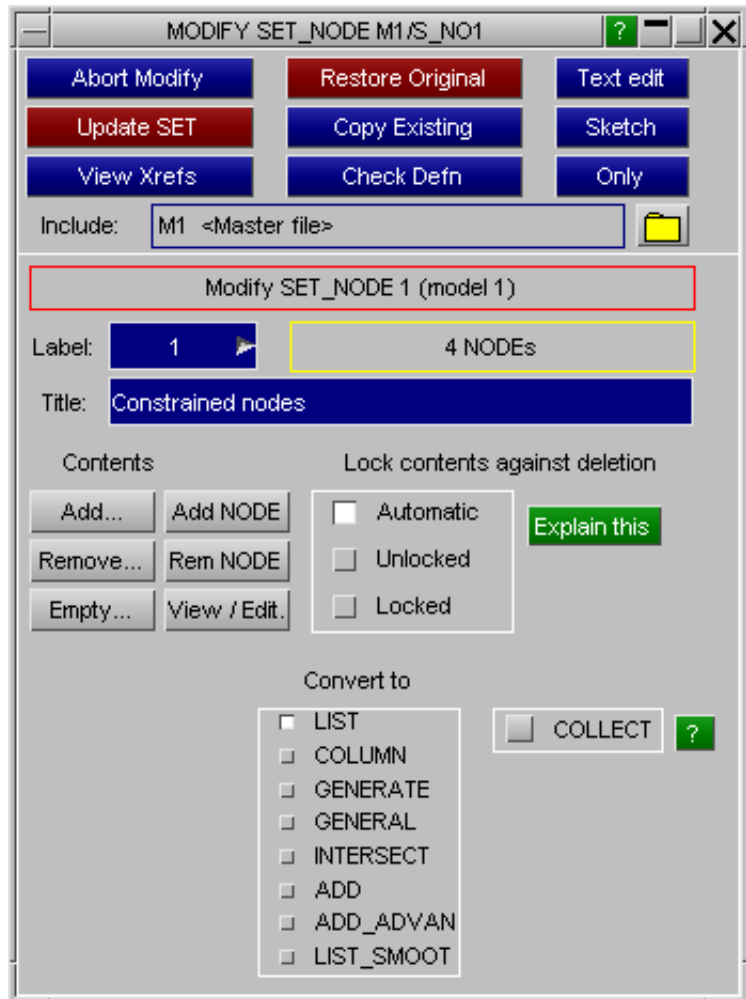 MODIFY SET_NODE M1/S_NO1 ?
Abort Modify Restore Original Text edit
Update SET Copy Existing Sketch
View Xrefs Check Defn Only
Include: M1 <Master file>
Modify SET_NODE 1 (model 1)
Label: 1 4 NODEs
Title: Constrained nodes
Contents Lock contents against deletion
Add... Add NODE Automatic Explain this
Remove... Rem NODE Unlocked
Empty... View / Edit. Locked
Convert to
LIST COLLECT ?
COLUMN
GENERATE
GENERAL
INTERSECT
ADD
ADD_ADVAN
LIST_SMOOT